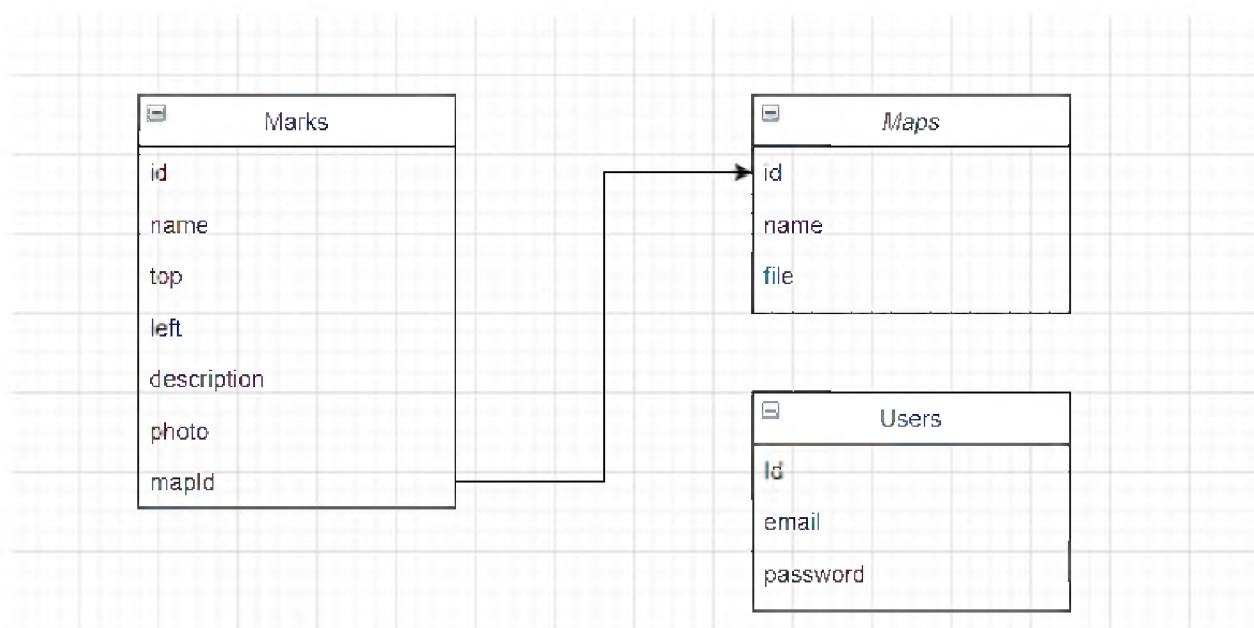 Marks
id
name
top
left
description
photo
mapId
Maps
id
name
file
Users
Id
email
password